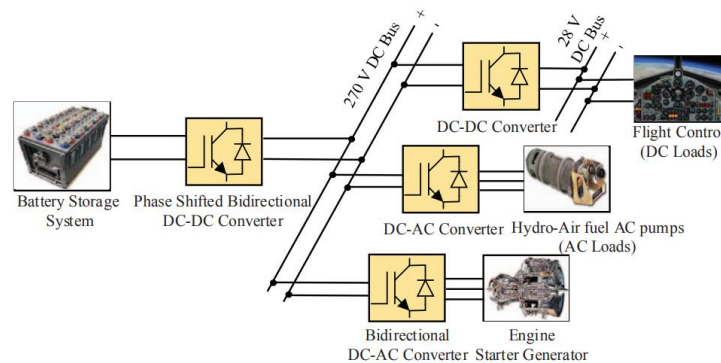 270 V DC Bus
+
-
28 V
DC Bus
+
-
DC-DC Converter
Flight Control
(DC Loads)
Battery Storage
System
Phase Shifted Bidirectional
DC-DC Converter
DC-AC Converter
Hydro-Air fuel AC pumps
(AC Loads)
Bidirectional
DC-AC Converter
Engine
Starter Generator